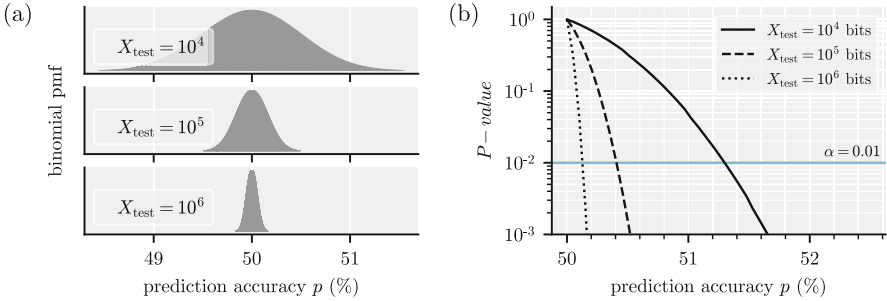 (a)
binomial pmf
X_test = 10^4
X_test = 10^5
X_test = 10^6
49 50 51
prediction accuracy p (%)
(b)
P − value
10^0
10^-1
10^-2
10^-3
X_test = 10^4 bits
X_test = 10^5 bits
X_test = 10^6 bits
α = 0.01
50 51 52
prediction accuracy p (%)